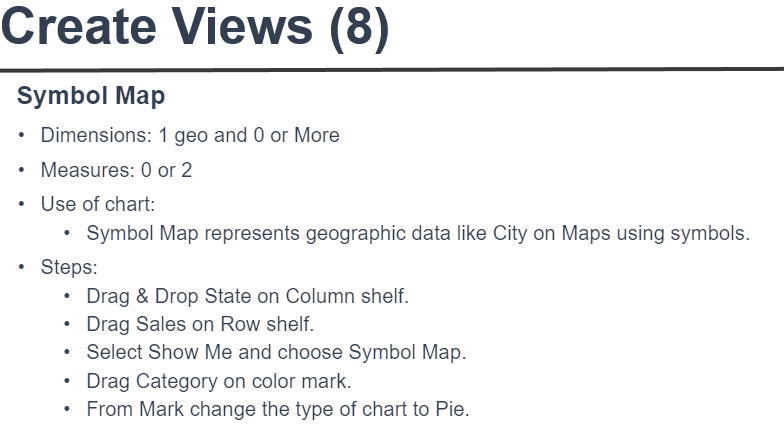 Create Views (8)
Symbol Map
• Dimensions: 1 geo and 0 or More
• Measures: 0 or 2
• Use of chart:
• Symbol Map represents geographic data like City on Maps using symbols.
• Steps:
• Drag & Drop State on Column shelf.
• Drag Sales on Row shelf.
• Select Show Me and choose Symbol Map.
• Drag Category on color mark.
• From Mark change the type of chart to Pie.